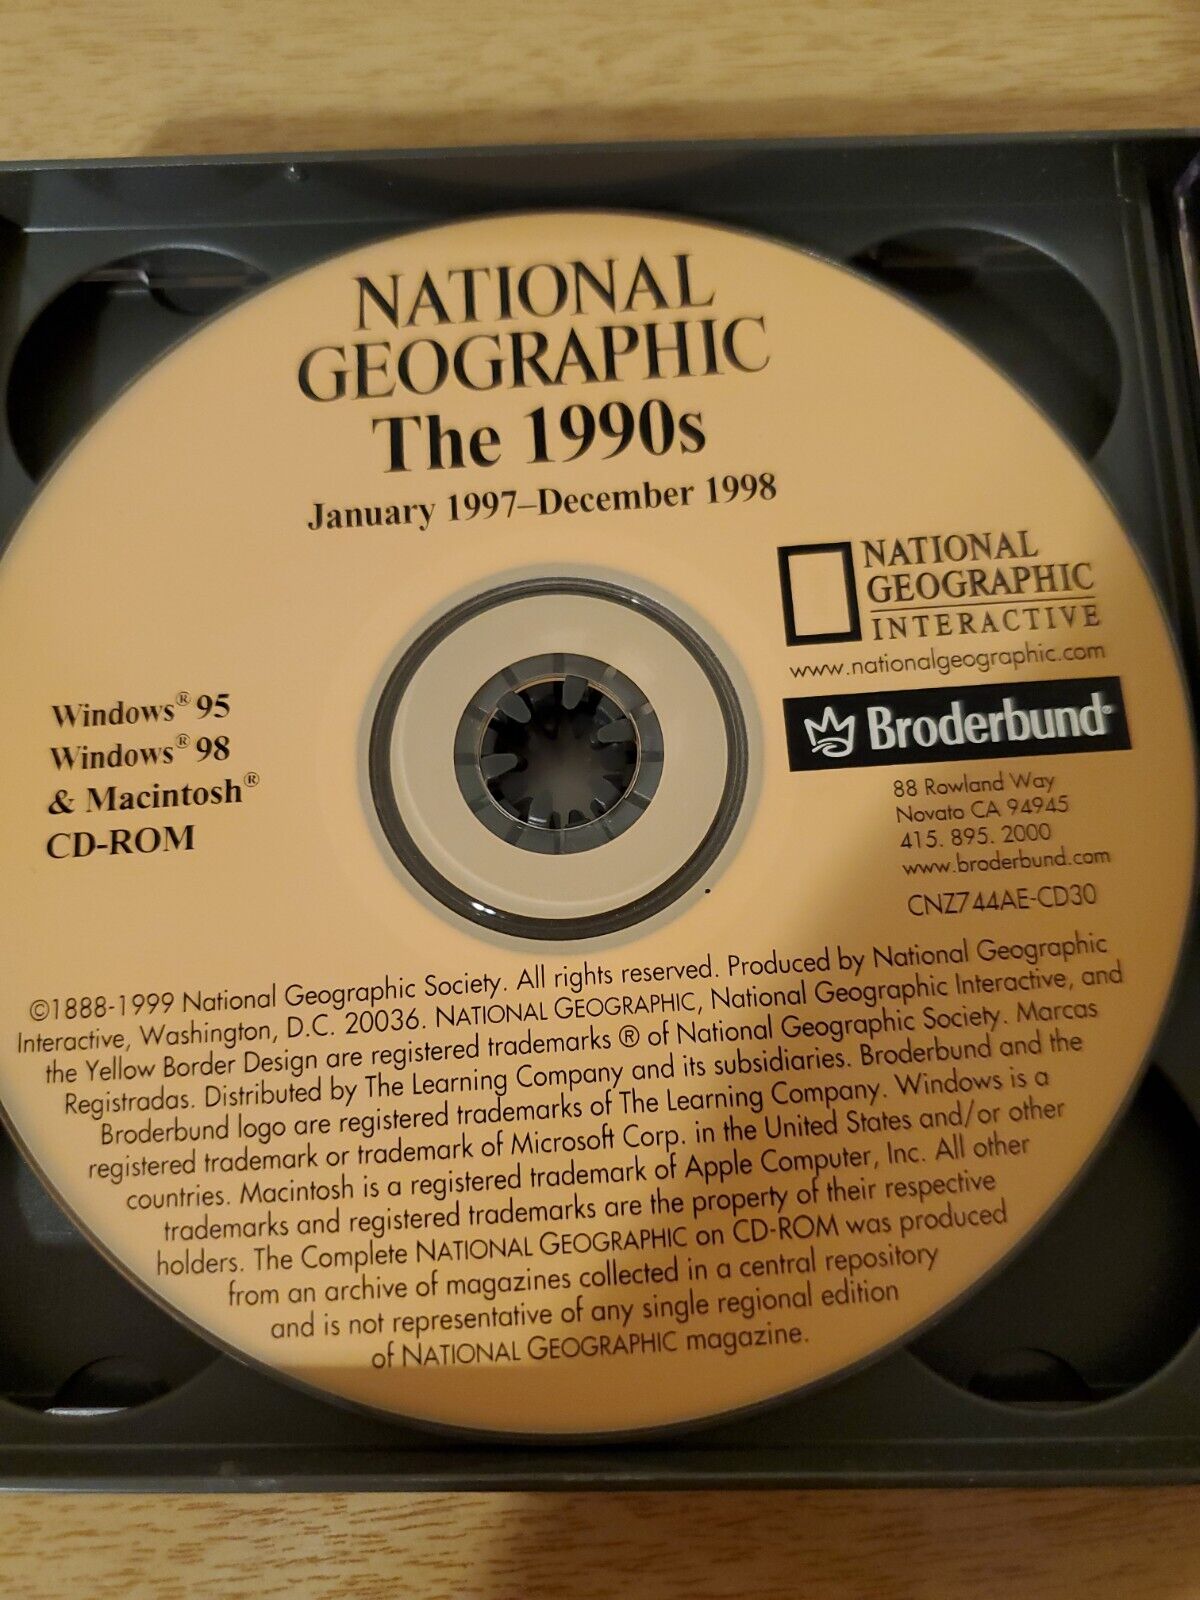 NATIONAL
GEOGRAPHIC
The 1990s
January 1997–December 1998
NATIONAL
GEOGRAPHIC
INTERACTIVE
www.nationalgeographic.com
Broderbund®
88 Rowland Way
Novato CA 94945
415. 895. 2000
www.broderbund.com
CNZ744AE-CD30
Windows® 95
Windows® 98
& Macintosh®
CD-ROM
©1888-1999 National Geographic Society. All rights reserved. Produced by National Geographic
Interactive, Washington, D.C. 20036. NATIONAL GEOGRAPHIC, National Geographic Interactive, and
the Yellow Border Design are registered trademarks ® of National Geographic Society. Marcas
Registradas. Distributed by The Learning Company and its subsidiaries. Broderbund and the
Broderbund logo are registered trademarks of The Learning Company. Windows is a
registered trademark or trademark of Microsoft Corp. in the United States and/or other
countries. Macintosh is a registered trademark of Apple Computer, Inc. All other
trademarks and registered trademarks are the property of their respective
holders. The Complete NATIONAL GEOGRAPHIC on CD-ROM was produced
from an archive of magazines collected in a central repository
and is not representative of any single regional edition
of NATIONAL GEOGRAPHIC magazine.